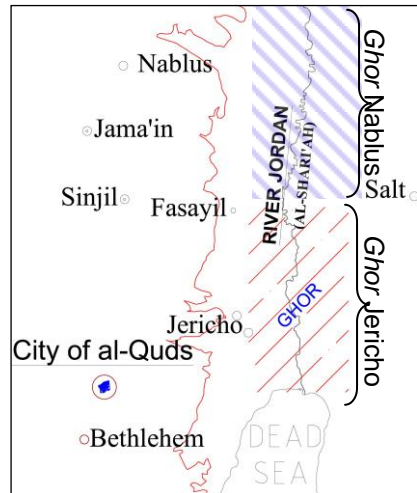 Nablus
Ghor Nablus
Jama'in
RIVER JORDAN
(AL-SHARI'AH)
Sinjil
Fasayil
Salt
Ghor Jericho
GHOR
Jericho
City of al-Quds
Bethlehem
DEAD
SEA